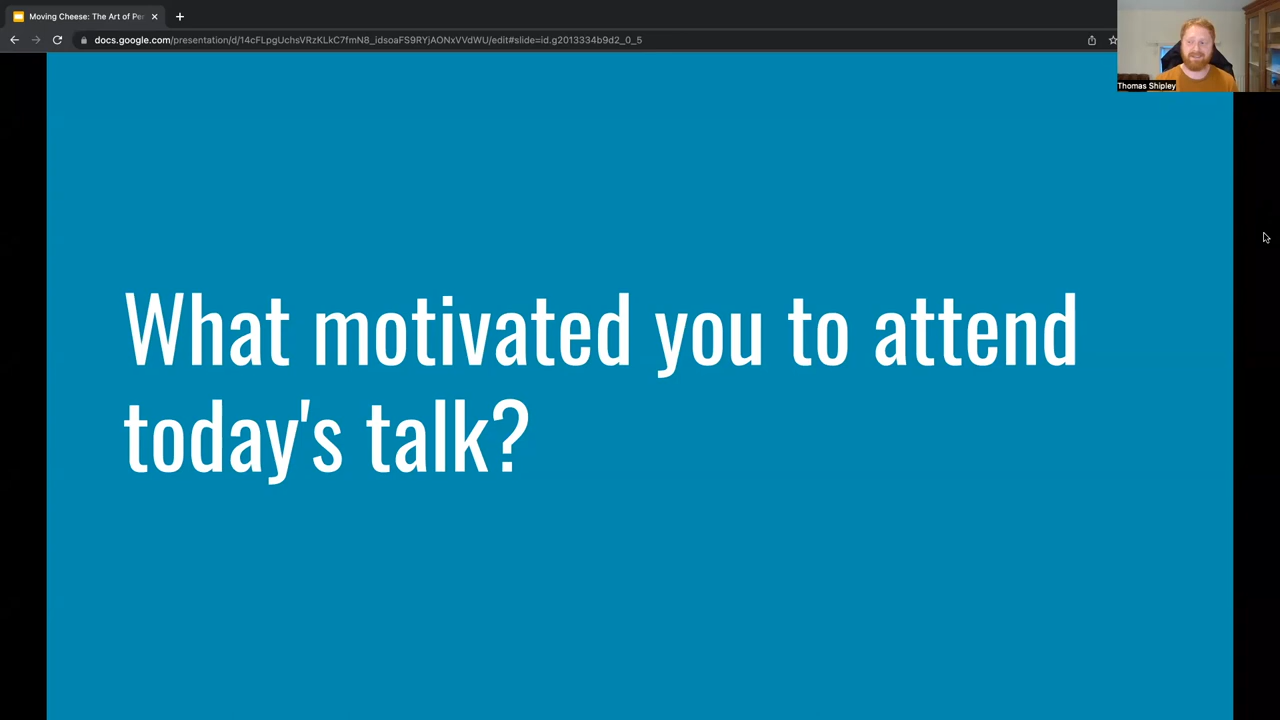 Moving Cheese: The Art of Pe
docs.google.com/presentation/d/14cFLpgUchsVRzKLkC7fmN8_idsoaFS9RYjAONxVVdWU/edit#slide=id.g2013334b9d2_0_5
Thomas Shipley
What motivated you to attend
today's talk?